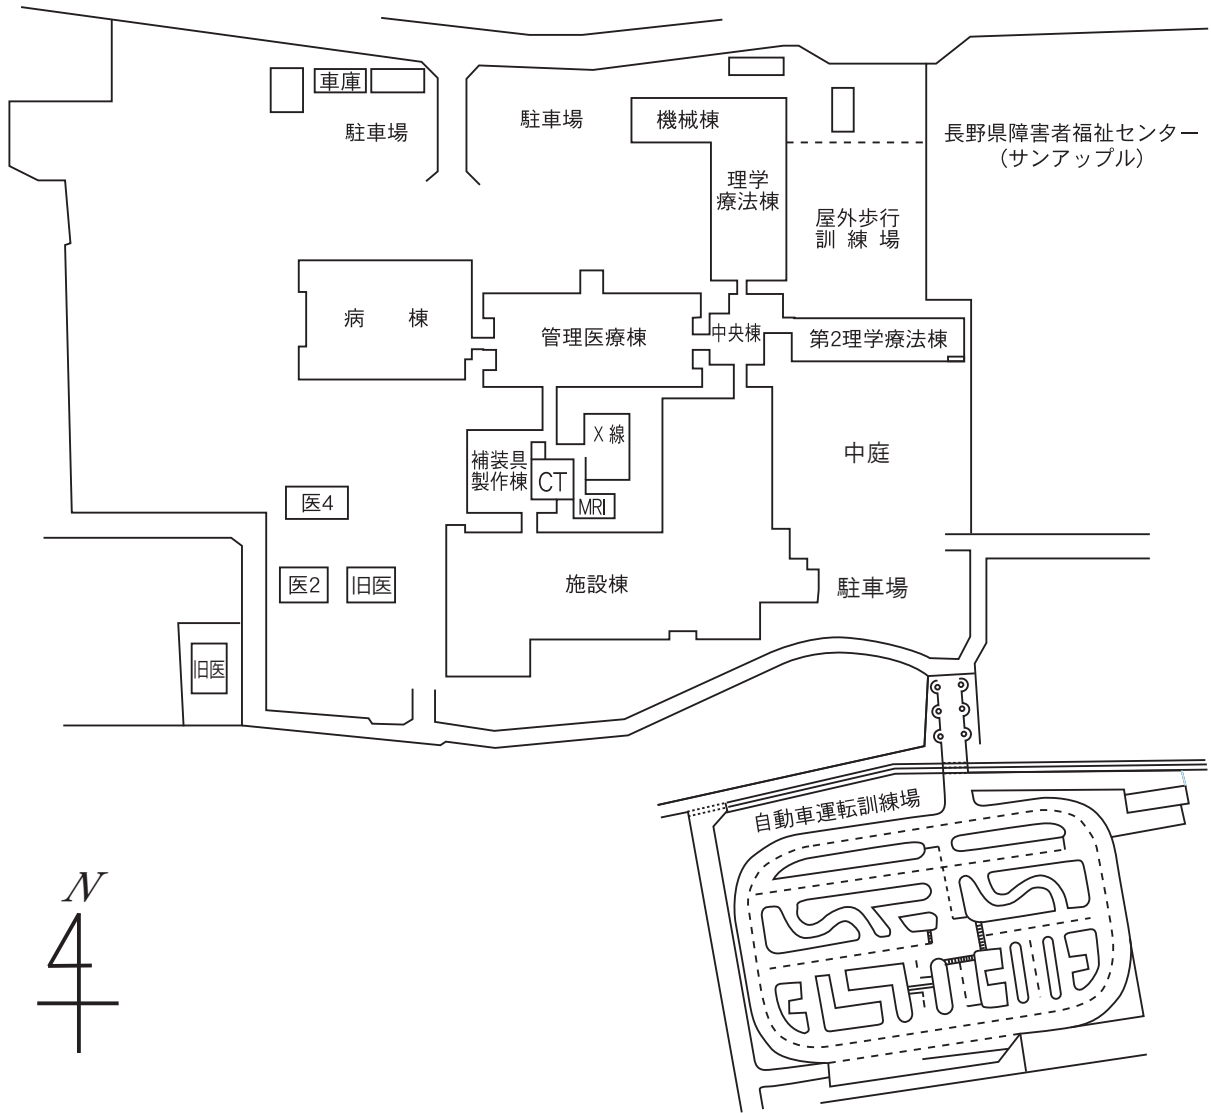 車庫
駐車場
駐車場
機械棟
長野県障害者福祉センター
(サンアップル)
理学
療法棟
屋外歩行
訓練場
病棟
管理医療棟
中央棟
第2理学療法棟
X線
補装具
製作棟
CT
MRI
中庭
医4
医2
旧医
施設棟
駐車場
旧医
自動車運転訓練場
N